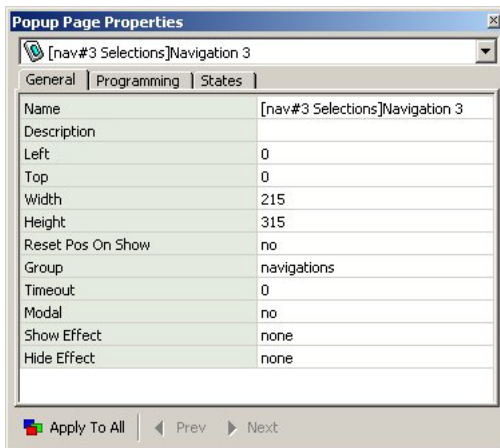 Popup Page Properties
[nav#3 Selections]Navigation 3
General Programming States
Name [nav#3 Selections]Navigation 3
Description
Left 0
Top 0
Width 215
Height 315
Reset Pos On Show no
Group navigations
Timeout 0
Modal no
Show Effect none
Hide Effect none
Apply To All Prev Next